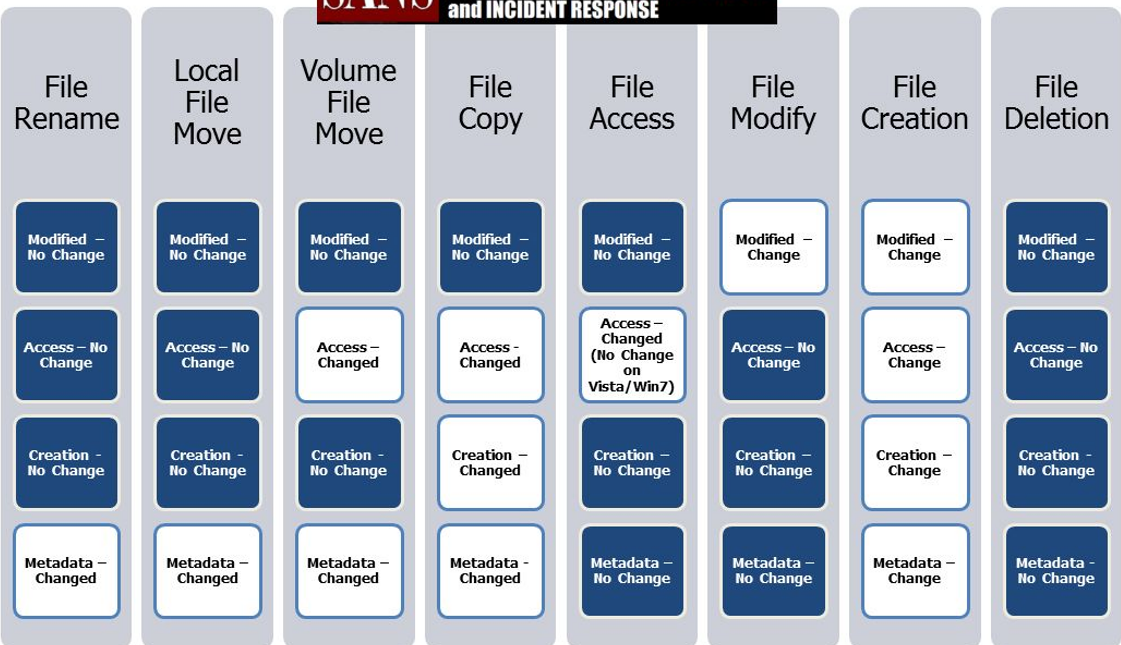 SANS
and INCIDENT RESPONSE
File
Rename
Local
File
Move
Volume
File
Move
File
Copy
File
Access
File
Modify
File
Creation
File
Deletion
Modified –
No Change
Modified –
No Change
Modified –
No Change
Modified –
No Change
Modified –
No Change
Modified –
Change
Modified –
Change
Modified –
No Change
Access – No
Change
Access – No
Change
Access –
Changed
Access -
Changed
Access –
Changed
(No Change
on
Vista/Win7)
Access – No
Change
Access –
Change
Access – No
Change
Creation -
No Change
Creation -
No Change
Creation -
No Change
Creation –
Changed
Creation –
No Change
Creation –
No Change
Creation –
Change
Creation -
No Change
Metadata –
Changed
Metadata –
Changed
Metadata –
Changed
Metadata -
Changed
Metadata –
No Change
Metadata –
No Change
Metadata –
Change
Metadata -
No Change